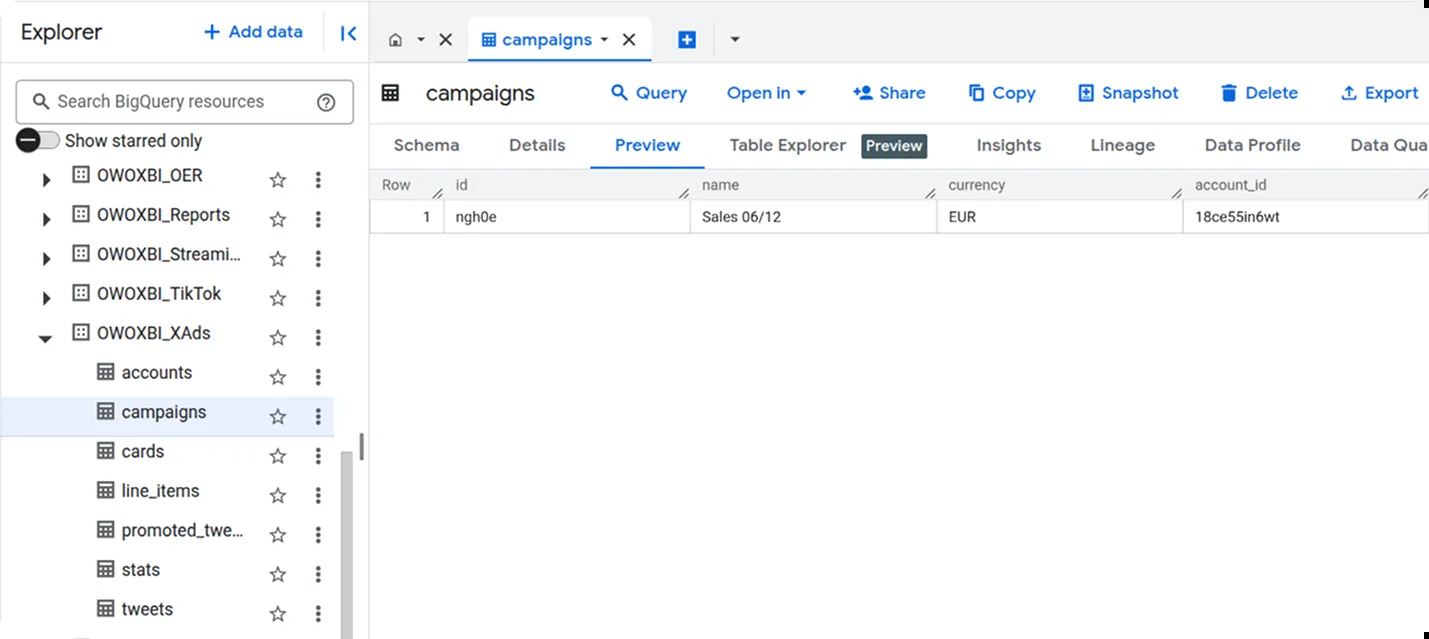 Explorer
+ Add data
Search BigQuery resources
Show starred only
OWOXBI_OER
OWOXBI_Reports
OWOXBI_Streami...
OWOXBI_TikTok
OWOXBI_XAds
accounts
campaigns
cards
line_items
promoted_twe...
stats
tweets
campaigns
campaigns Query Open in Share Copy Snapshot Delete Export
Schema Details Preview Table Explorer Preview Insights Lineage Data Profile Data Qua
Row id name currency account_id
1 ngh0e Sales 06/12 EUR 18ce55in6wt